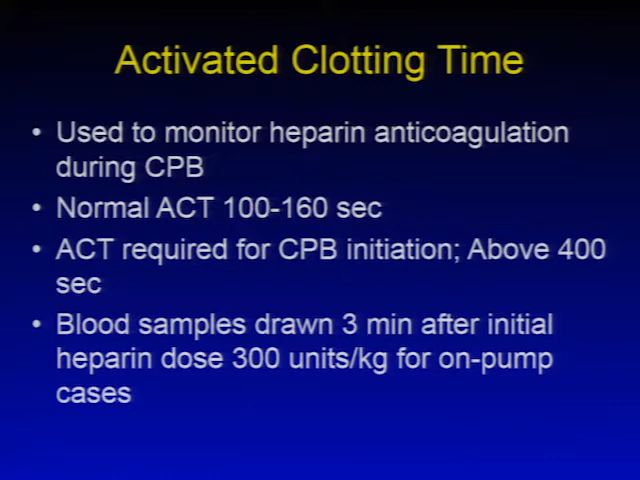 Activated Clotting Time
• Used to monitor heparin anticoagulation
during CPB
• Normal ACT 100-160 sec
• ACT required for CPB initiation; Above 400
sec
• Blood samples drawn 3 min after initial
heparin dose 300 units/kg for on-pump
cases